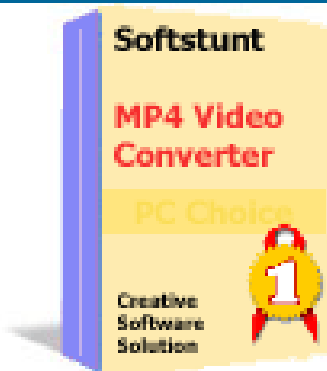 Softstunt
MP4 Video
Converter
PC Choice
1
Creative
Software
Solution